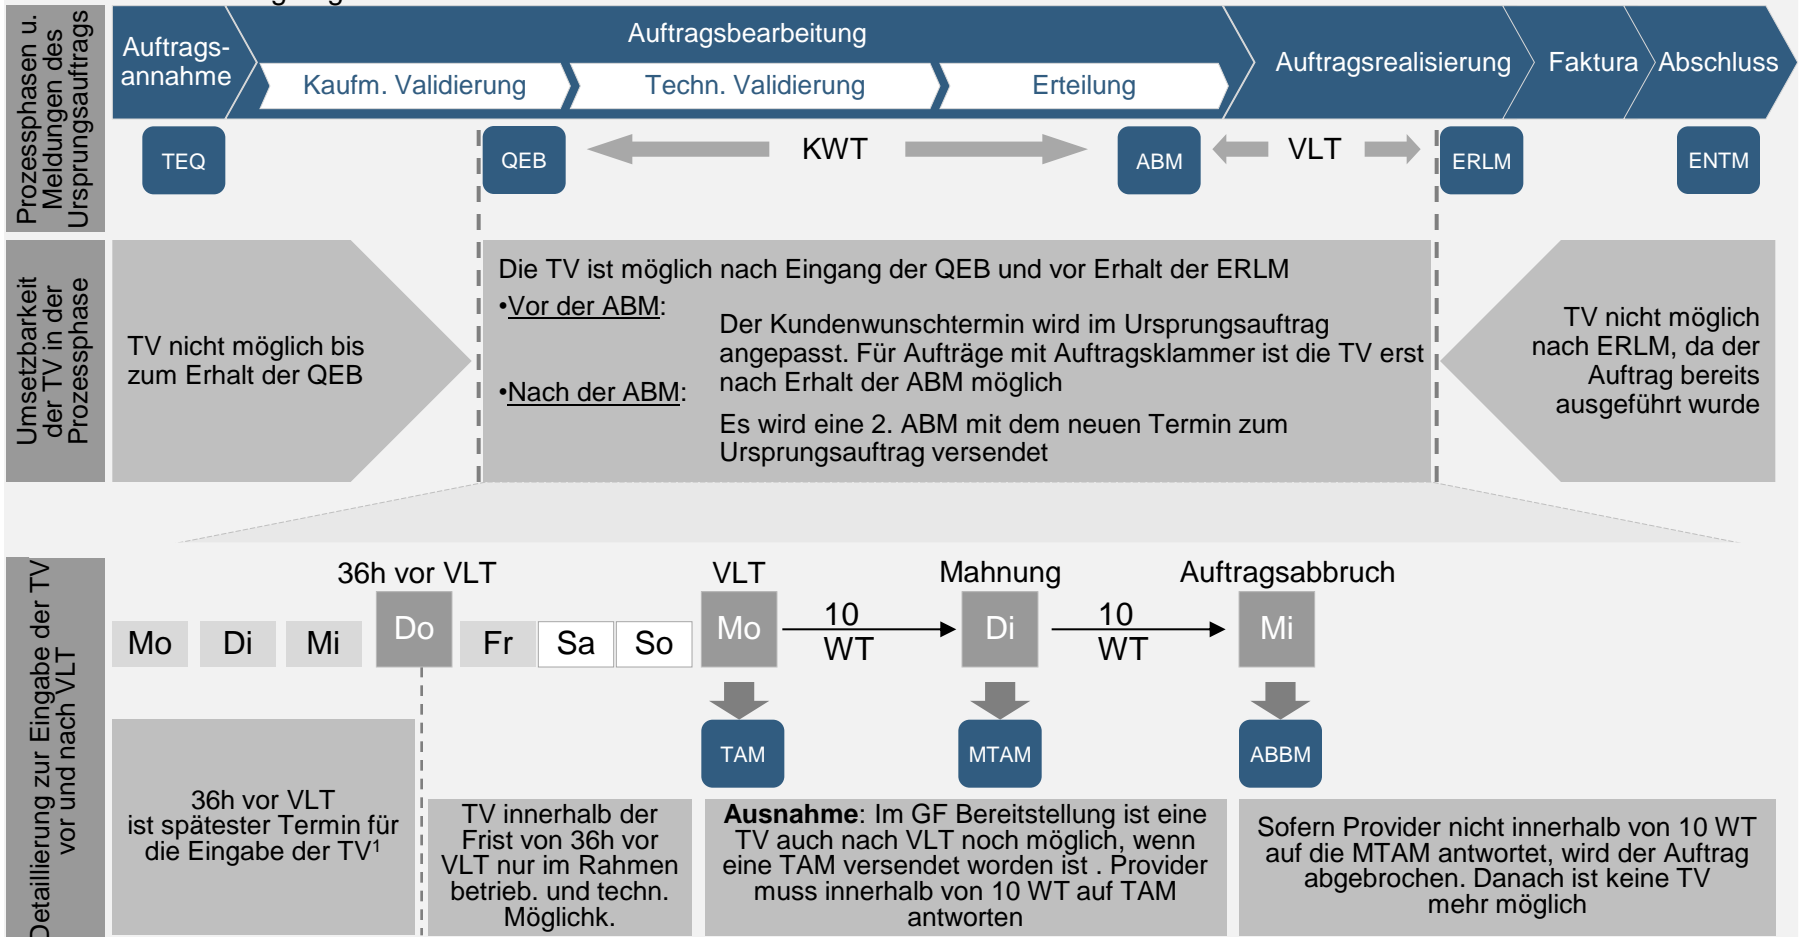 Prozessphasen u.
Meldungen des
Ursprungsauftrags
Auftrags-
annahme
Auftragsbearbeitung
Kaufm. Validierung
Techn. Validierung
Erteilung
Auftragsrealisierung
Faktura
Abschluss
TEQ
QEB
KWT
ABM
VLT
ERLM
ENTM
Umsetzbarkeit
der TV in der
Prozessphase
TV nicht möglich bis
zum Erhalt der QEB
Die TV ist möglich nach Eingang der QEB und vor Erhalt der ERLM
•Vor der ABM:
Der Kundenwunschtermin wird im Ursprungsauftrag
angepasst. Für Aufträge mit Auftragsklammer ist die TV erst
nach Erhalt der ABM möglich
•Nach der ABM:
Es wird eine 2. ABM mit dem neuen Termin zum
Ursprungsauftrag versendet
TV nicht möglich
nach ERLM, da der
Auftrag bereits
ausgeführt wurde
Detaillierung zur Eingabe der TV
vor und nach VLT
36h vor VLT
VLT
Mahnung
Auftragsabbruch
Mo
Di
Mi
Do
Fr
Sa
So
Mo
10
WT
Di
10
WT
Mi
TAM
MTAM
ABBM
36h vor VLT
ist spätester Termin für
die Eingabe der TV¹
TV innerhalb der
Frist von 36h vor
VLT nur im Rahmen
betrieb. und techn.
Möglichk.
Ausnahme: Im GF Bereitstellung ist eine
TV auch nach VLT noch möglich, wenn
eine TAM versendet worden ist . Provider
muss innerhalb von 10 WT auf TAM
antworten
Sofern Provider nicht innerhalb von 10 WT
auf die MTAM antwortet, wird der Auftrag
abgebrochen. Danach ist keine TV
mehr möglich